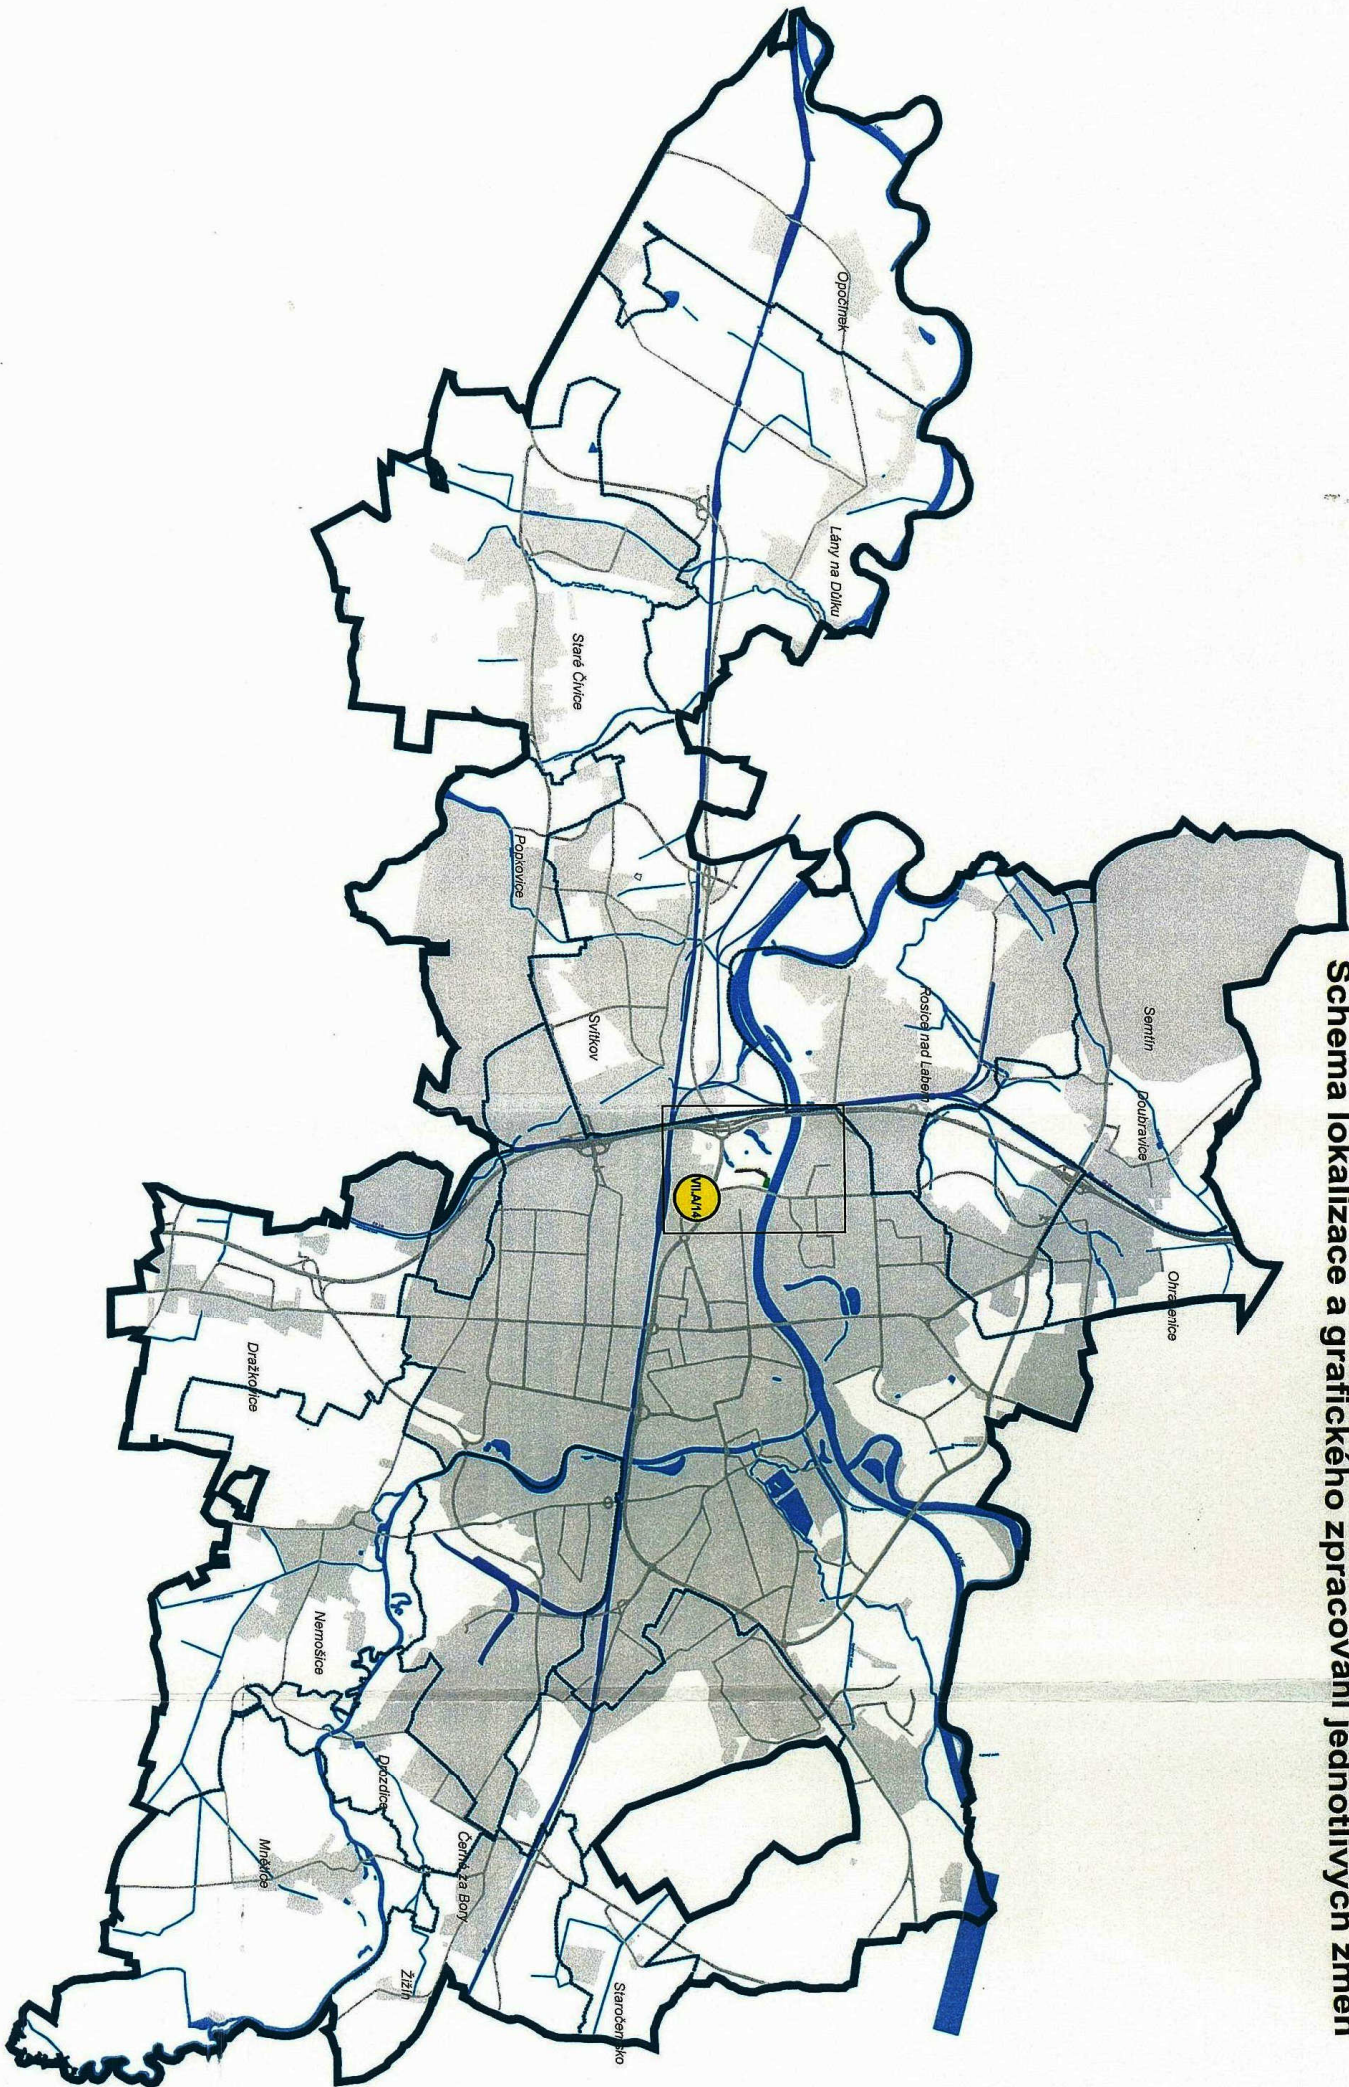 Schema lokalizace a grafického zpracování jednotlivých změn
Semtín
Doubravice
Ohrazenice
Rosice nad Labem
Opočínek
Lány na Důlku
Staré Čívice
Popkovice
Svítkov
VILA/14
Dražkovice
Nemošice
Drozdice
Mnětice
Černá za Bory
Žižín
Staročernsko